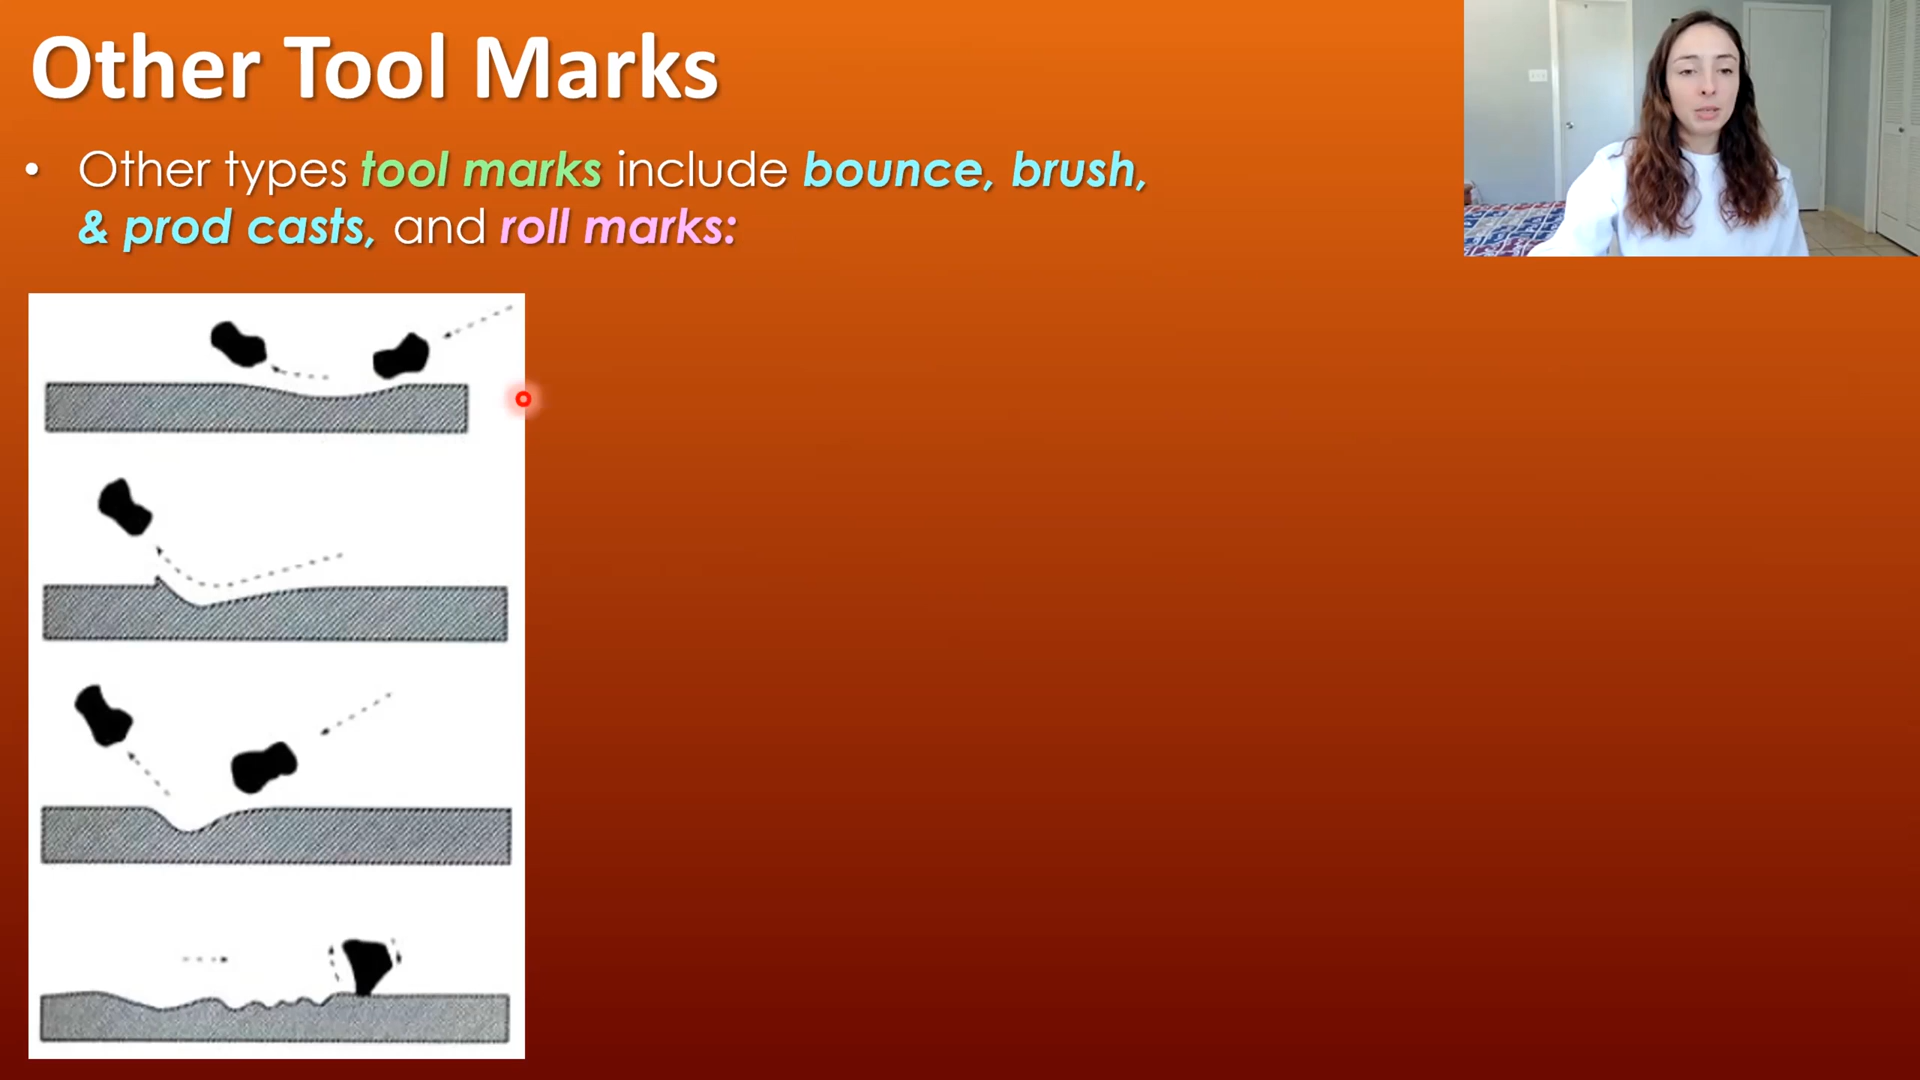 Other Tool Marks
• Other types tool marks include bounce, brush,
& prod casts, and roll marks: